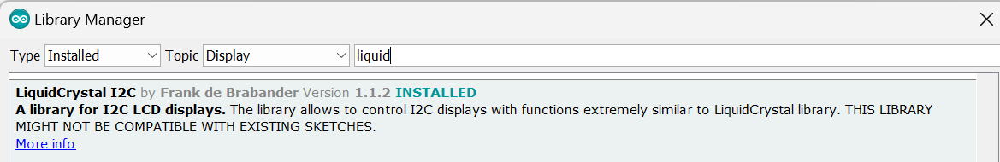 Library Manager
Type Installed Topic Display liquid
LiquidCrystal I2C by Frank de Brabander Version 1.1.2 INSTALLED
A library for I2C LCD displays. The library allows to control I2C displays with functions extremely similar to LiquidCrystal library. THIS LIBRARY
MIGHT NOT BE COMPATIBLE WITH EXISTING SKETCHES.
More info